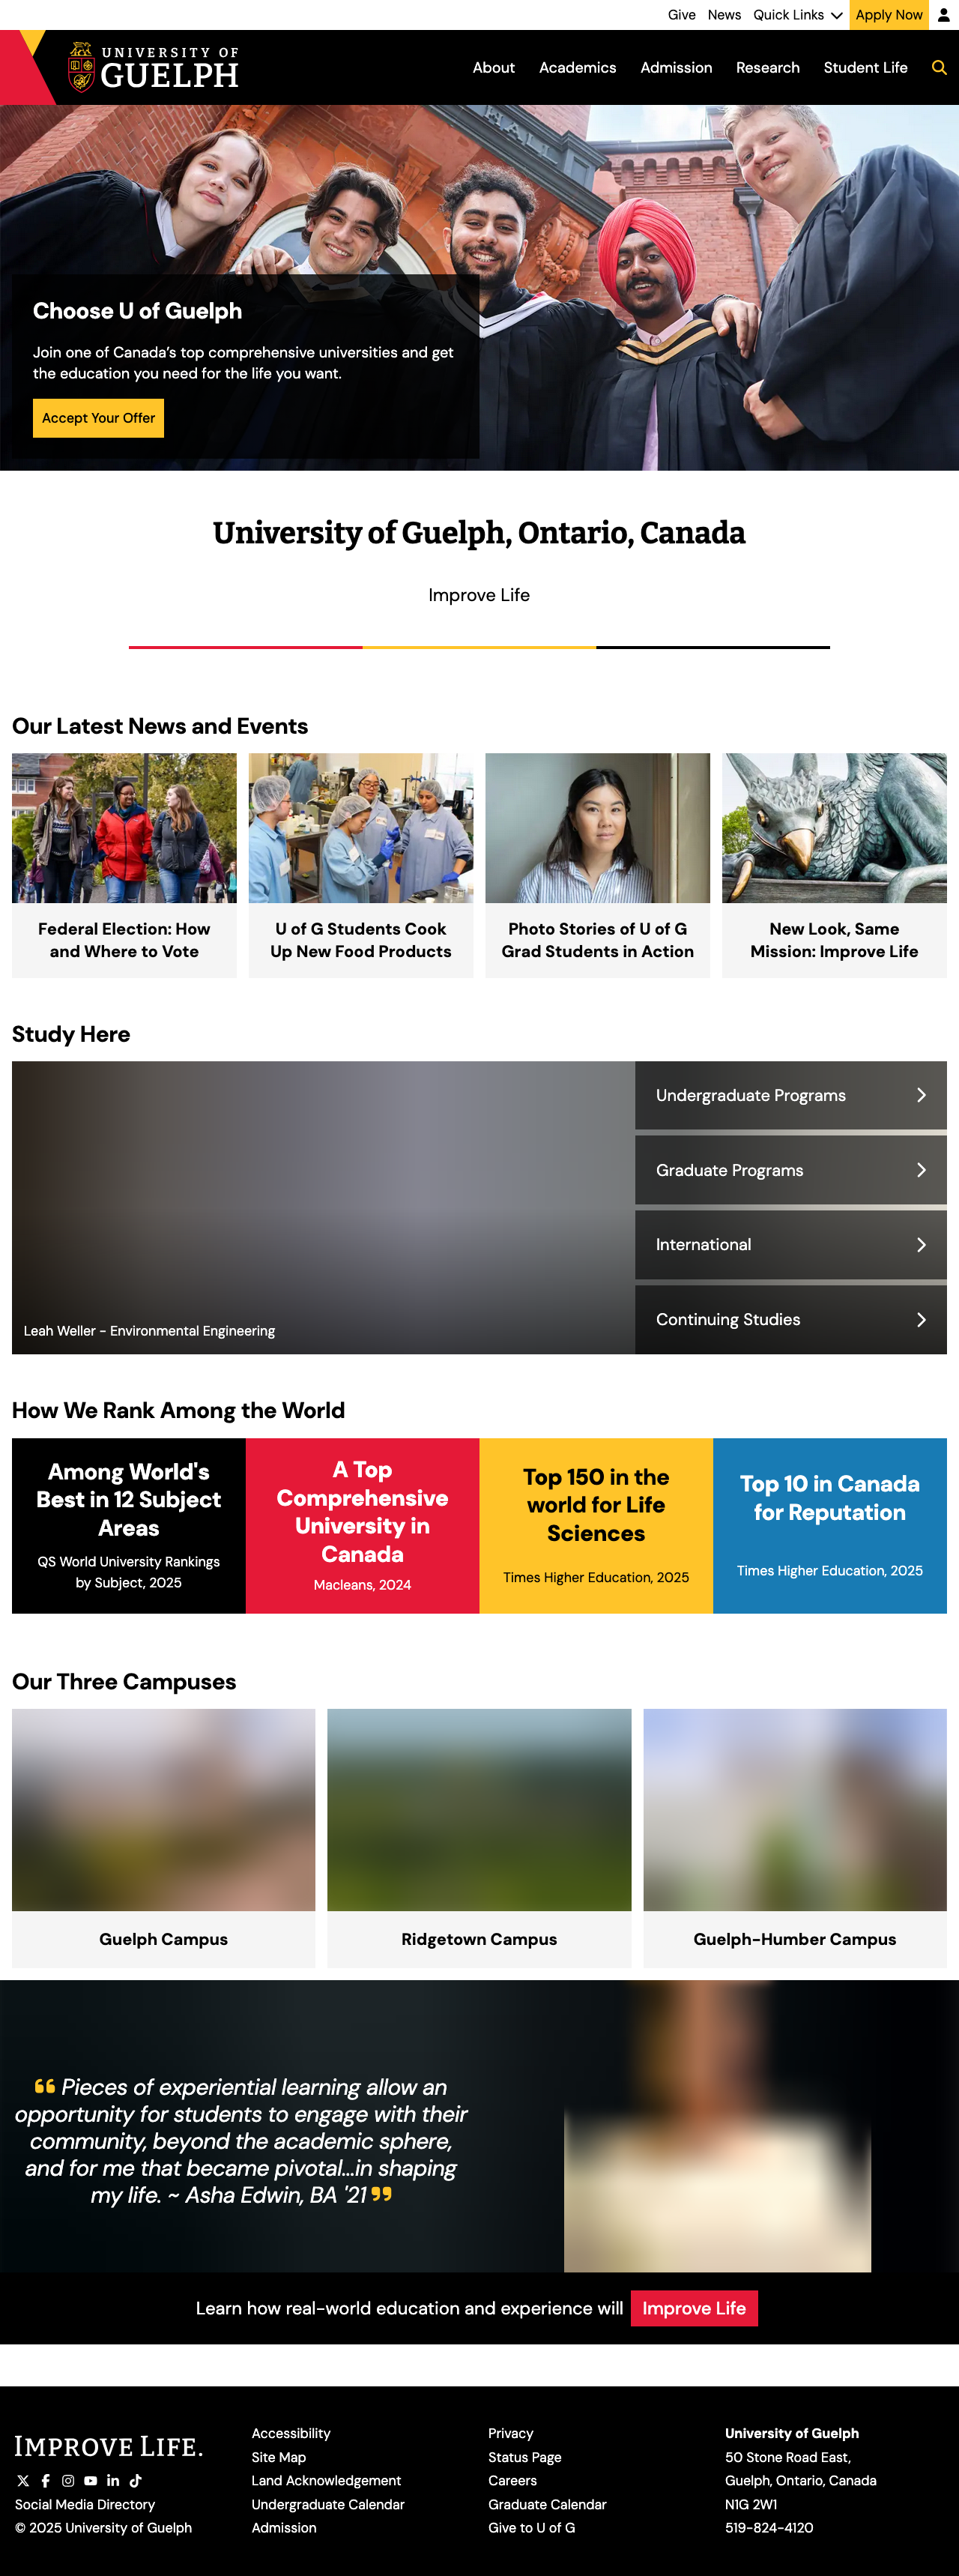 Give News Quick Links Apply Now
UNIVERSITY OF
GUELPH
About Academics Admission Research Student Life
HALL
Choose U of Guelph
Join one of Canada's top comprehensive universities and get
the education you need for the life you want.
Accept Your Offer
University of Guelph, Ontario, Canada
Improve Life
Our Latest News and Events
Federal Election: How
and Where to Vote
U of G Students Cook
Up New Food Products
Photo Stories of U of G
Grad Students in Action
New Look, Same
Mission: Improve Life
Study Here
Undergraduate Programs
Graduate Programs
International
Continuing Studies
Leah Weller - Environmental Engineering
How We Rank Among the World
Among World's
Best in 12 Subject
Areas
QS World University Rankings
by Subject, 2025
A Top
Comprehensive
University in
Canada
Macleans, 2024
Top 150 in the
world for Life
Sciences
Times Higher Education, 2025
Top 10 in Canada
for Reputation
Times Higher Education, 2025
Our Three Campuses
Guelph Campus
Ridgetown Campus
Guelph-Humber Campus
“ Pieces of experiential learning allow an
opportunity for students to engage with their
community, beyond the academic sphere,
and for me that became pivotal...in shaping
my life. ~ Asha Edwin, BA '21 ”
Learn how real-world education and experience will Improve Life
IMPROVE LIFE.
Social Media Directory
© 2025 University of Guelph
Accessibility
Site Map
Land Acknowledgement
Undergraduate Calendar
Admission
Privacy
Status Page
Careers
Graduate Calendar
Give to U of G
University of Guelph
50 Stone Road East,
Guelph, Ontario, Canada
N1G 2W1
519-824-4120